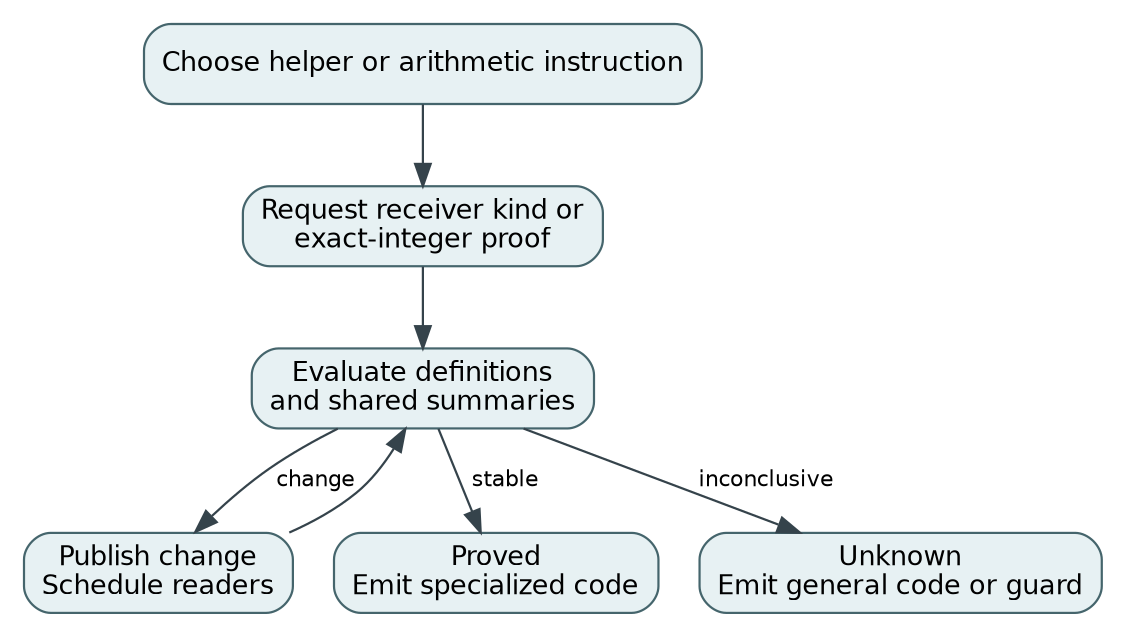 Choose helper or arithmetic instruction
Request receiver kind or
exact-integer proof
Evaluate definitions
and shared summaries
change
stable
inconclusive
Publish change
Schedule readers
Proved
Emit specialized code
Unknown
Emit general code or guard